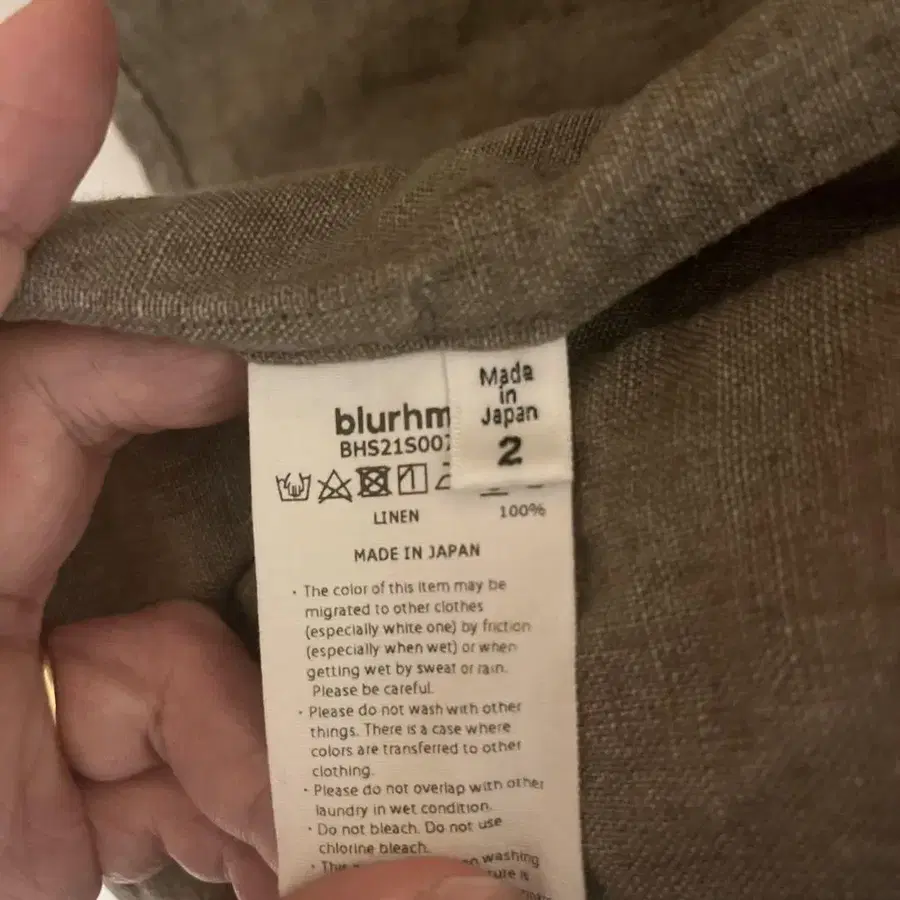 Made
in
Japan
2
blurhm
BHS21S007
LINEN 100%
MADE IN JAPAN
· The color of this item may be
migrated to other clothes
(especially white one) by friction
(especially when wet) or when
getting wet by sweat or rain.
Please be careful.
· Please do not wash with other
things. There is a case where
colors are transferred to other
clothing.
· Please do not overlap with other
laundry in wet condition.
· Do not bleach. Do not use
chlorine bleach.
· This
washing